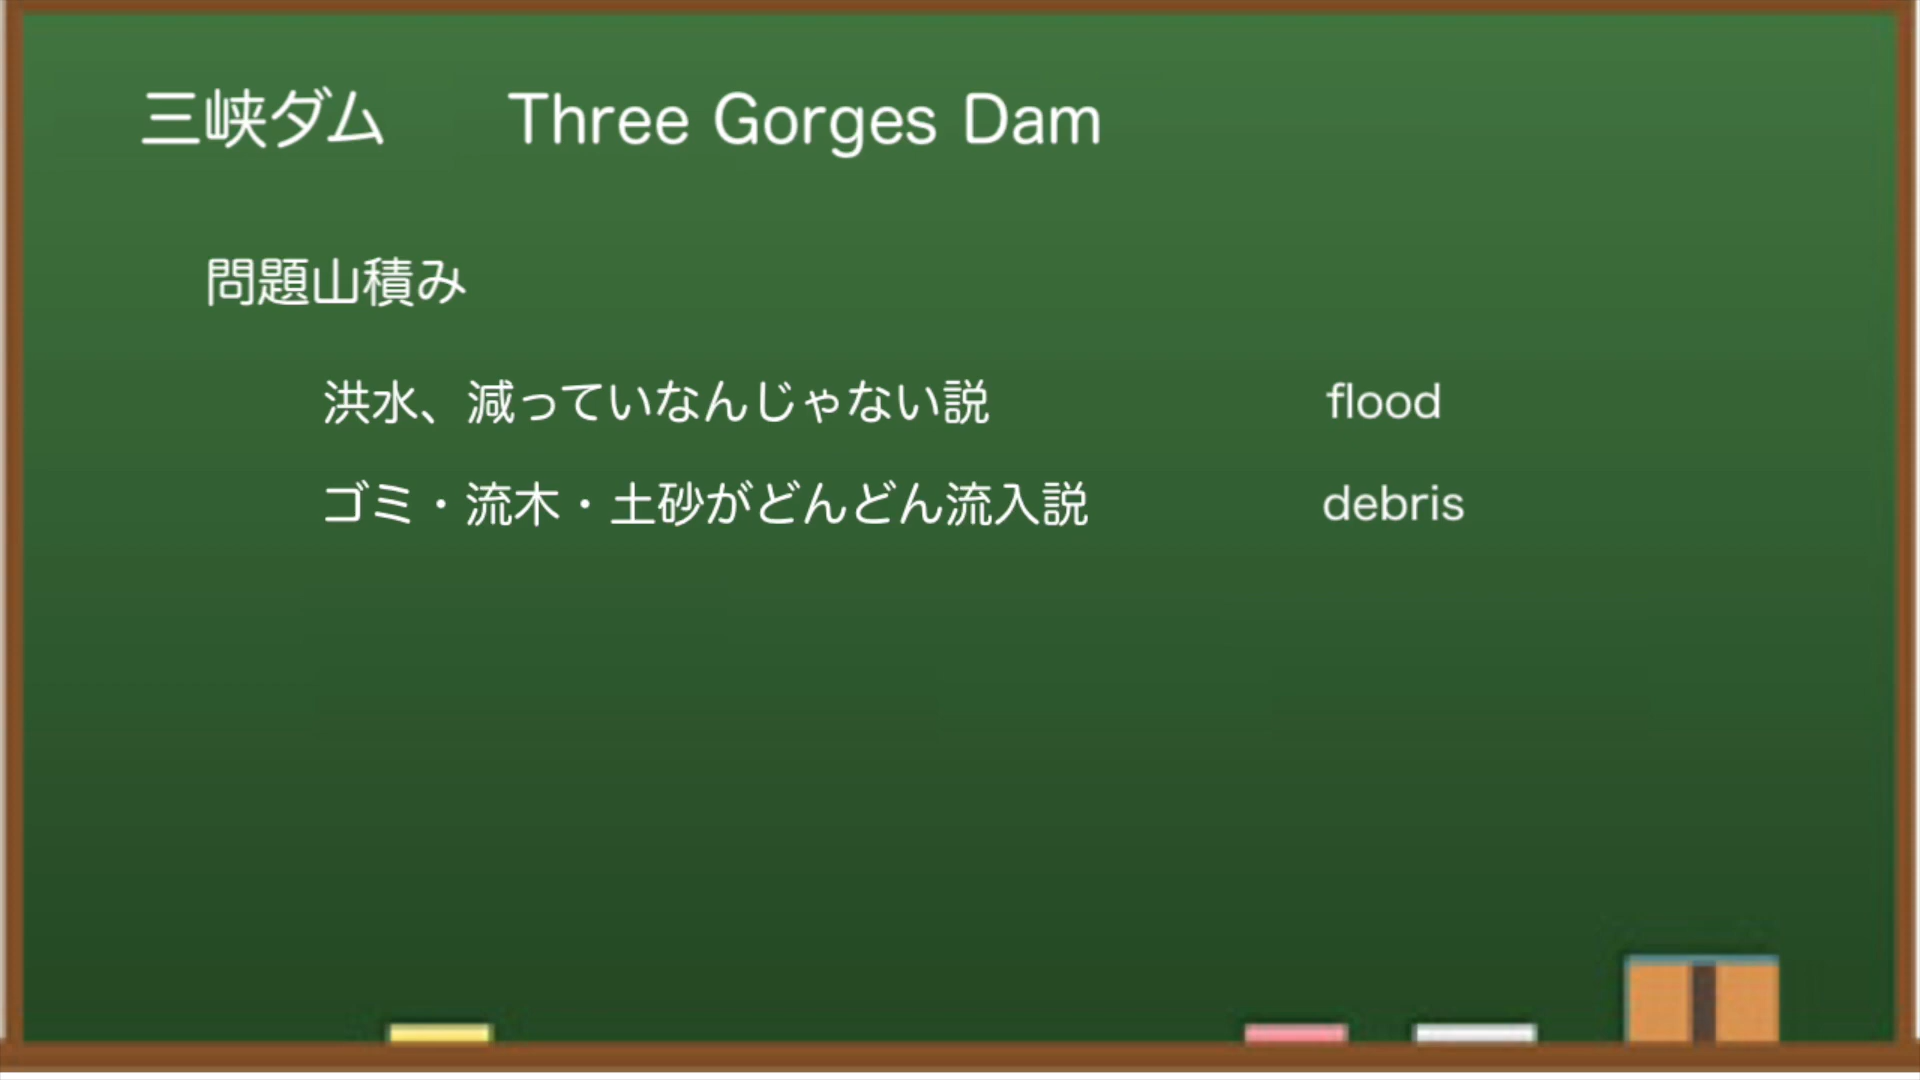 三峡ダム Three Gorges Dam
問題山積み
洪水、減っていなんじゃない説 flood
ゴミ・流木・土砂がどんどん流入説 debris